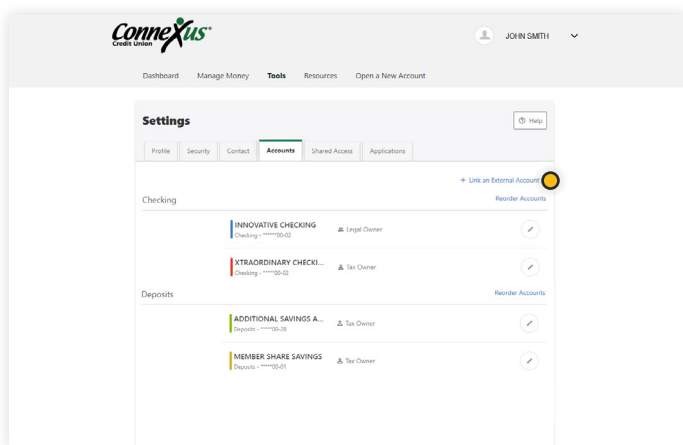 Connexus®
Credit Union
JOHN SMITH
Dashboard Manage Money Tools Resources Open a New Account
Settings
Help
Profile Security Contact Accounts Shared Access Applications
+ Link an External Account
Checking Reorder Accounts
INNOVATIVE CHECKING
Checking - *****00-02
Legal Owner
XTRAORDINARY CHECKI...
Checking - *****00-02
Tax Owner
Deposits Reorder Accounts
ADDITIONAL SAVINGS A...
Deposits - *****00-28
Tax Owner
MEMBER SHARE SAVINGS
Deposits - *****00-01
Tax Owner